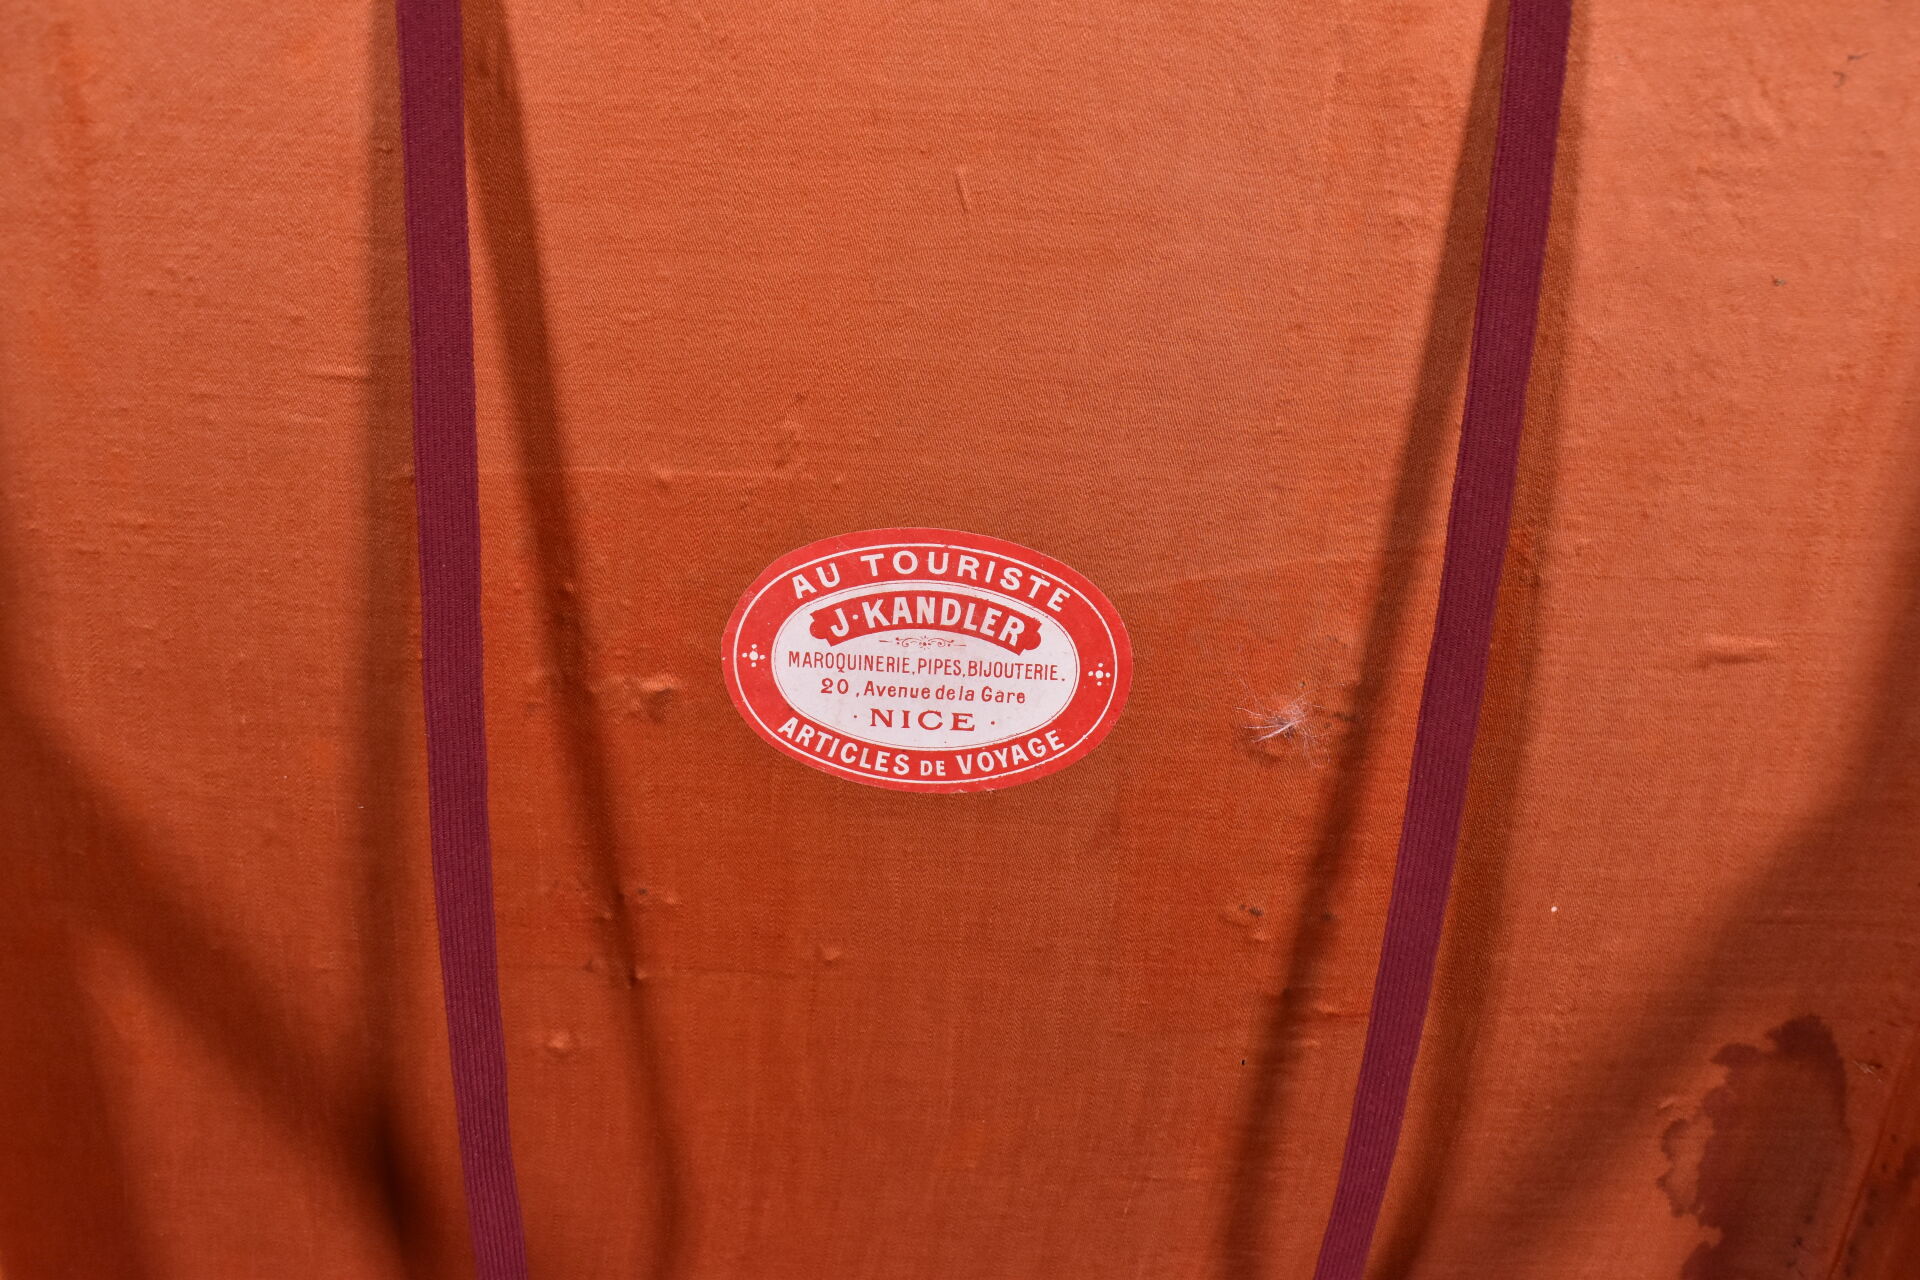 AU TOURISTE
J. KANDLER
MAROQUINERIE, PIPES, BIJOUTERIE.
20, Avenue de la Gare
· NICE ·
ARTICLES DE VOYAGE